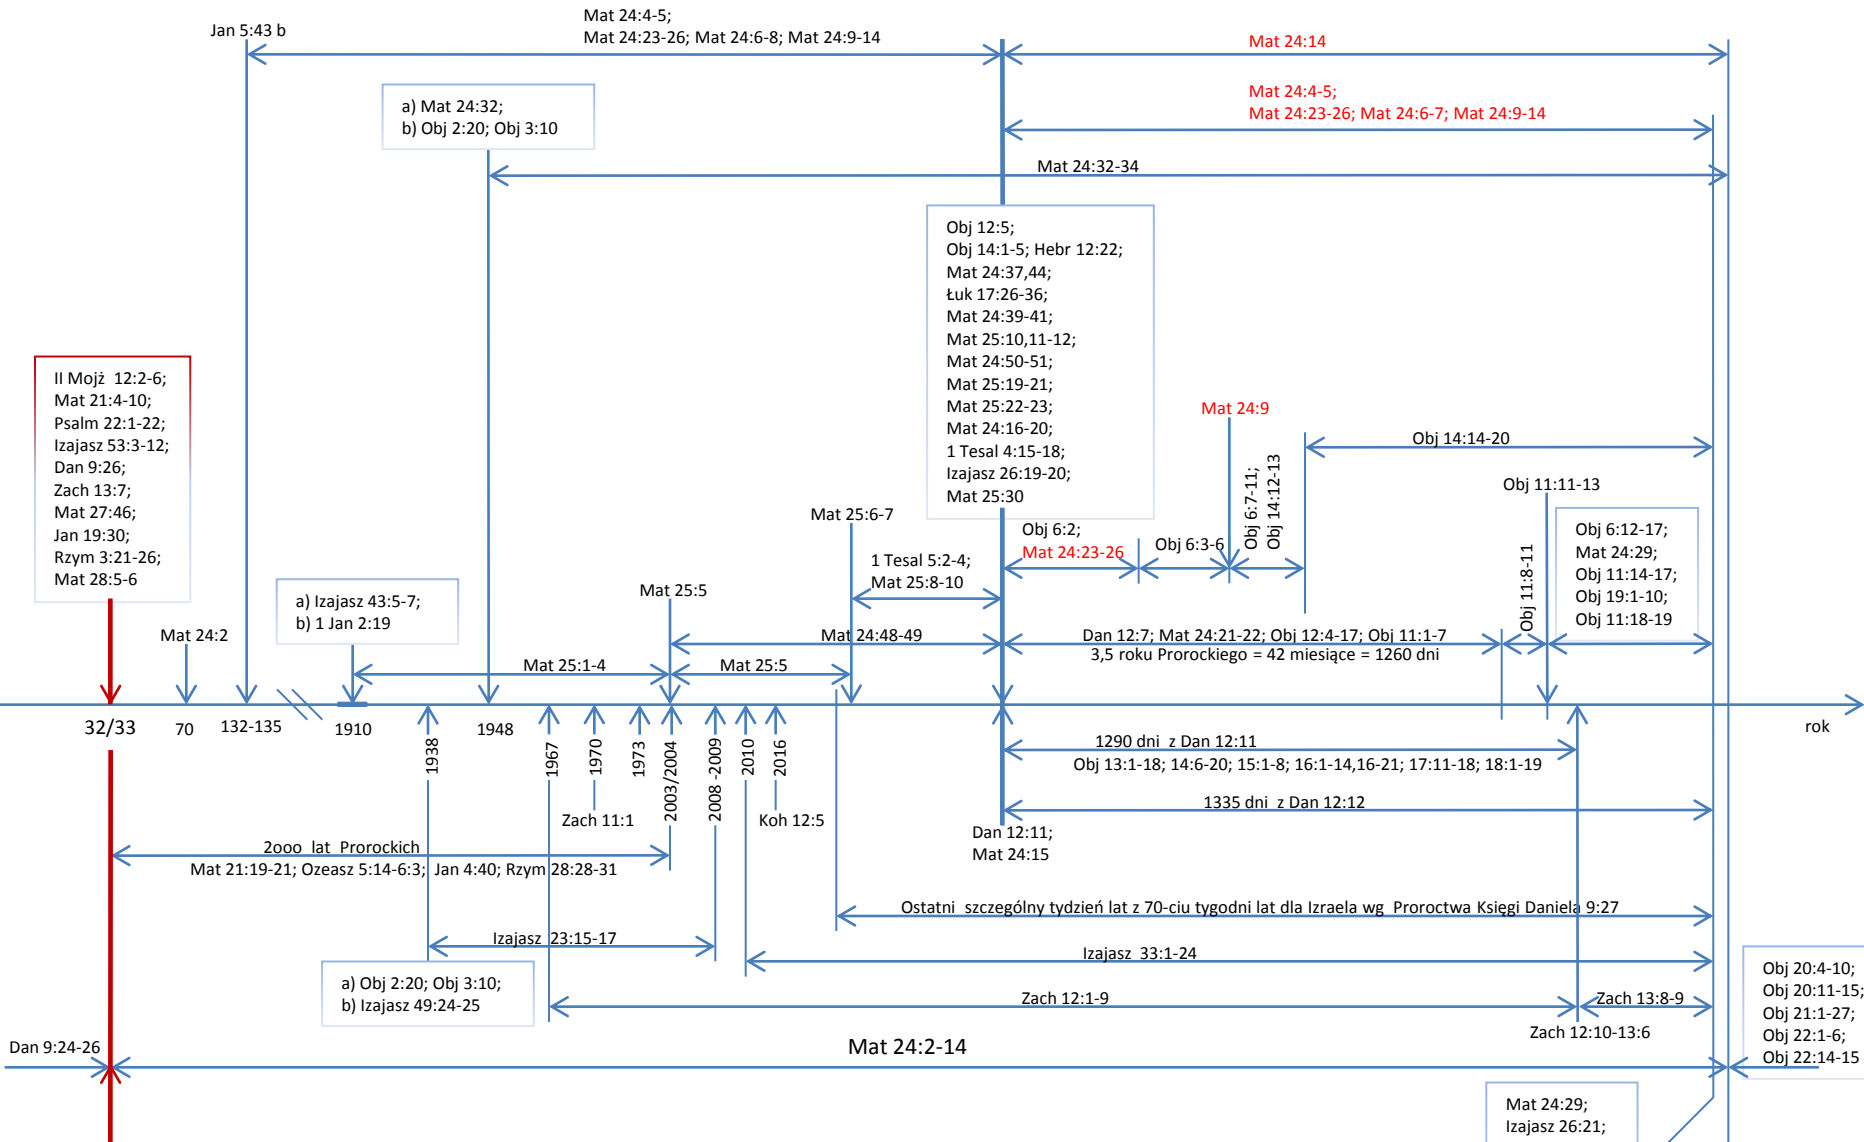 Jan 5:43 b
Mat 24:4-5;
Mat 24:23-26; Mat 24:6-8; Mat 24:9-14
Mat 24:14
Mat 24:4-5;
Mat 24:23-26; Mat 24:6-7; Mat 24:9-14
a) Mat 24:32;
b) Obj 2:20; Obj 3:10
Mat 24:32-34
Obj 12:5;
Obj 14:1-5; Hebr 12:22;
Mat 24:37,44;
Łuk 17:26-36;
Mat 24:39-41;
Mat 25:10,11-12;
Mat 24:50-51;
Mat 25:19-21;
Mat 25:22-23;
Mat 24:16-20;
1 Tesal 4:15-18;
Izajasz 26:19-20;
Mat 25:30
II Mojż  12:2-6;
Mat 21:4-10;
Psalm 22:1-22;
Izajasz 53:3-12;
Dan 9:26;
Zach 13:7;
Mat 27:46;
Jan 19:30;
Rzym 3:21-26;
Mat 28:5-6
Mat 24:2
a) Izajasz 43:5-7;
b) 1 Jan 2:19
Mat 25:5
Mat 25:6-7
1 Tesal 5:2-4;
Mat 25:8-10
Obj 6:2;
Mat 24:23-26
Obj 6:3-6
Mat 24:9
Obj 6:7-11;
Obj 14:12-13
Obj 14:14-20
Obj 11:11-13
Obj 11:8-11
Obj 6:12-17;
Mat 24:29;
Obj 11:14-17;
Obj 19:1-10;
Obj 11:18-19
Mat 24:48-49
Dan 12:7; Mat 24:21-22; Obj 12:4-17; Obj 11:1-7
3,5 roku Prorockiego = 42 miesiące = 1260 dni
Mat 25:1-4
Mat 25:5
32/33
70
132-135
1910
1948
rok
1938
1967
1970
1973
2003/2004
2008 -2009
2010
2016
1290 dni  z Dan 12:11
Obj 13:1-18; 14:6-20; 15:1-8; 16:1-14,16-21; 17:11-18; 18:1-19
1335 dni  z Dan 12:12
Zach 11:1
Koh 12:5
Dan 12:11;
Mat 24:15
2ooo  lat  Prorockich
Mat 21:19-21; Ozeasz 5:14-6:3;  Jan 4:40; Rzym 28:28-31
Ostatni  szczególny tydzień lat z 70-ciu tygodni lat dla Izraela wg  Proroctwa Księgi Daniela 9:27
Izajasz  23:15-17
Izajasz  33:1-24
a) Obj 2:20; Obj 3:10;
b) Izajasz 49:24-25
Zach 12:1-9
Zach 13:8-9
Zach 12:10-13:6
Obj 20:4-10;
Obj 20:11-15;
Obj 21:1-27;
Obj 22:1-6;
Obj 22:14-15
Dan 9:24-26
Mat 24:2-14
Mat 24:29;
Izajasz 26:21;